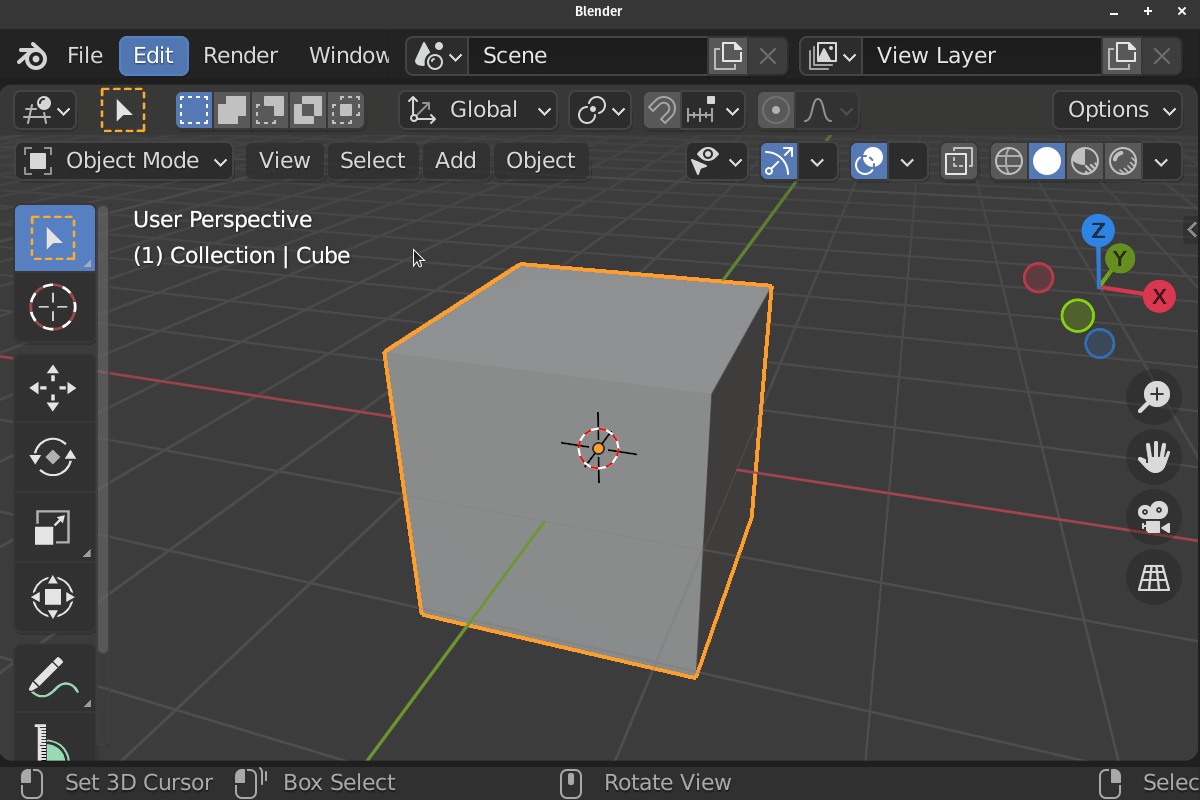 Blender
File Edit Render Window Scene View Layer
Global Options
Object Mode View Select Add Object
User Perspective
(1) Collection | Cube
Z
Y
X
Set 3D Cursor Box Select Rotate View Selec